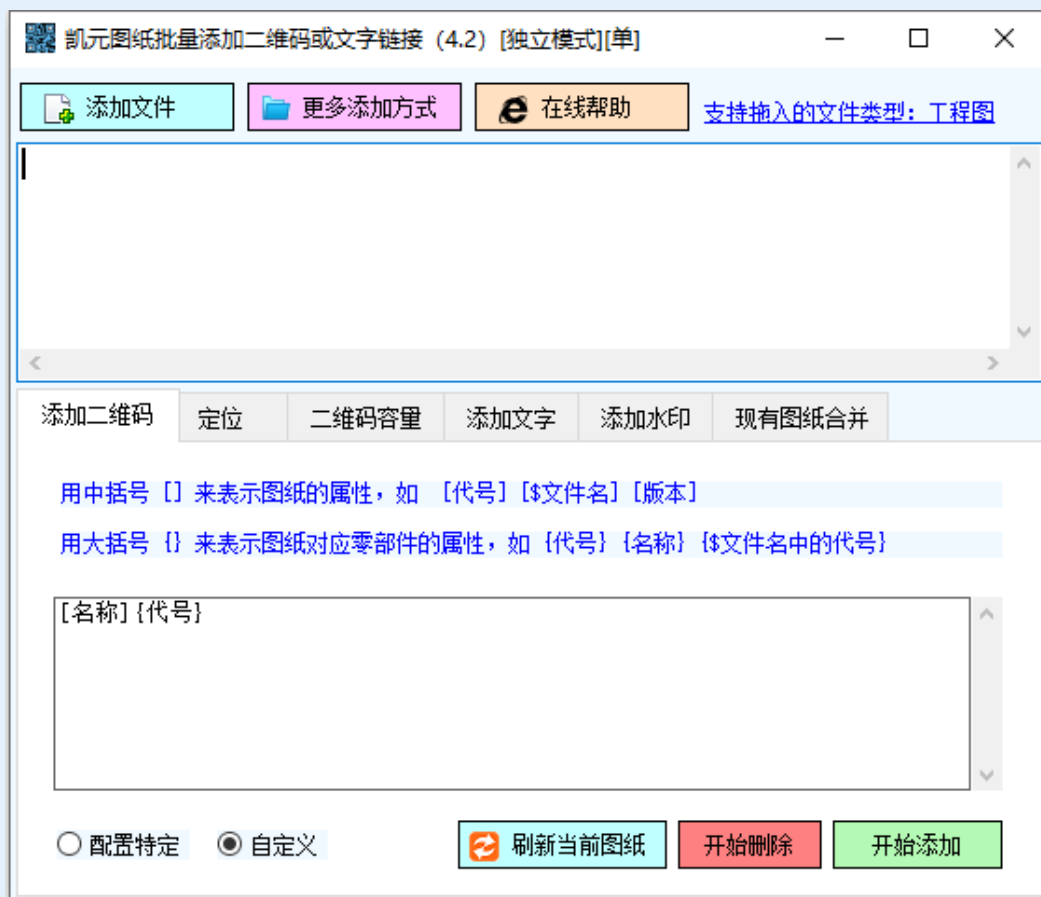 凯元图纸批量添加二维码或文字链接（4.2）[独立模式][单]
添加文件 更多添加方式 在线帮助 支持拖入的文件类型：工程图
添加二维码 定位 二维码容量 添加文字 添加水印 现有图纸合并
用中括号 [] 来表示图纸的属性，如 [代号] [$文件名] [版本]
用大括号 {} 来表示图纸对应零部件的属性，如 {代号} {名称} {$文件名中的代号}
[名称] {代号}
配置特定 自定义 刷新当前图纸 开始删除 开始添加